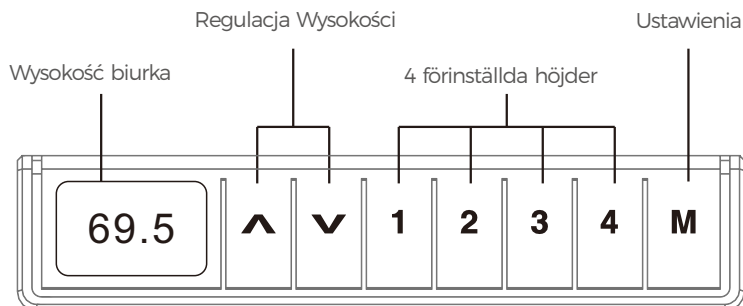 Regulacja Wysokości
Ustawienia
Wysokość biurka
4 förinställda höjder
69.5 1 2 3 4 M